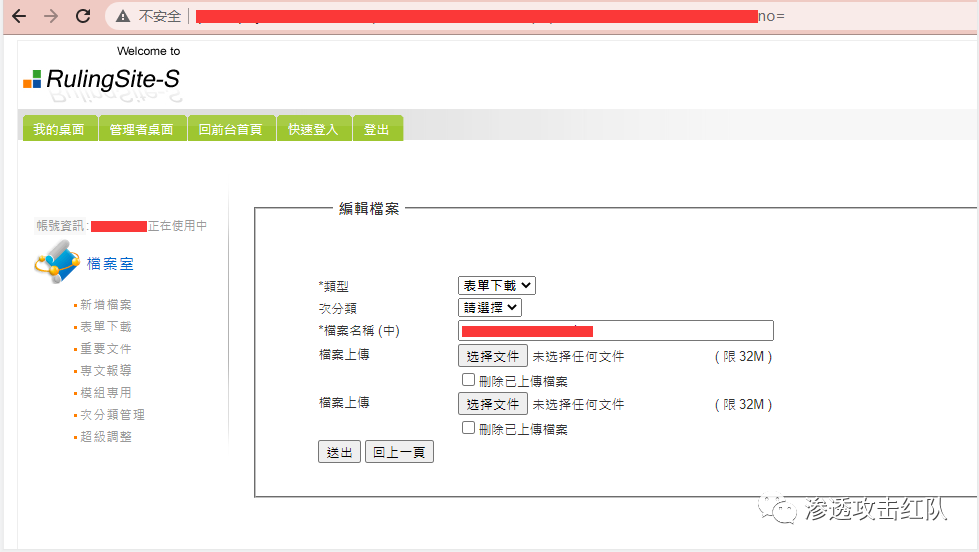 不安全 no=
Welcome to
RulingSite-S
我的桌面 管理者桌面 回前台首頁 快速登入 登出
編輯檔案
帳號資訊: 正在使用中
檔案室
新增檔案
表單下載
重要文件
專文報導
模組專用
次分類管理
超級調整
*類型 表單下載
次分類 請選擇
*檔案名稱 (中)
檔案上傳 选择文件 未选择任何文件 ( 限 32M )
刪除已上傳檔案
檔案上傳 选择文件 未选择任何文件 ( 限 32M )
刪除已上傳檔案
送出 回上一頁
渗透攻击红队